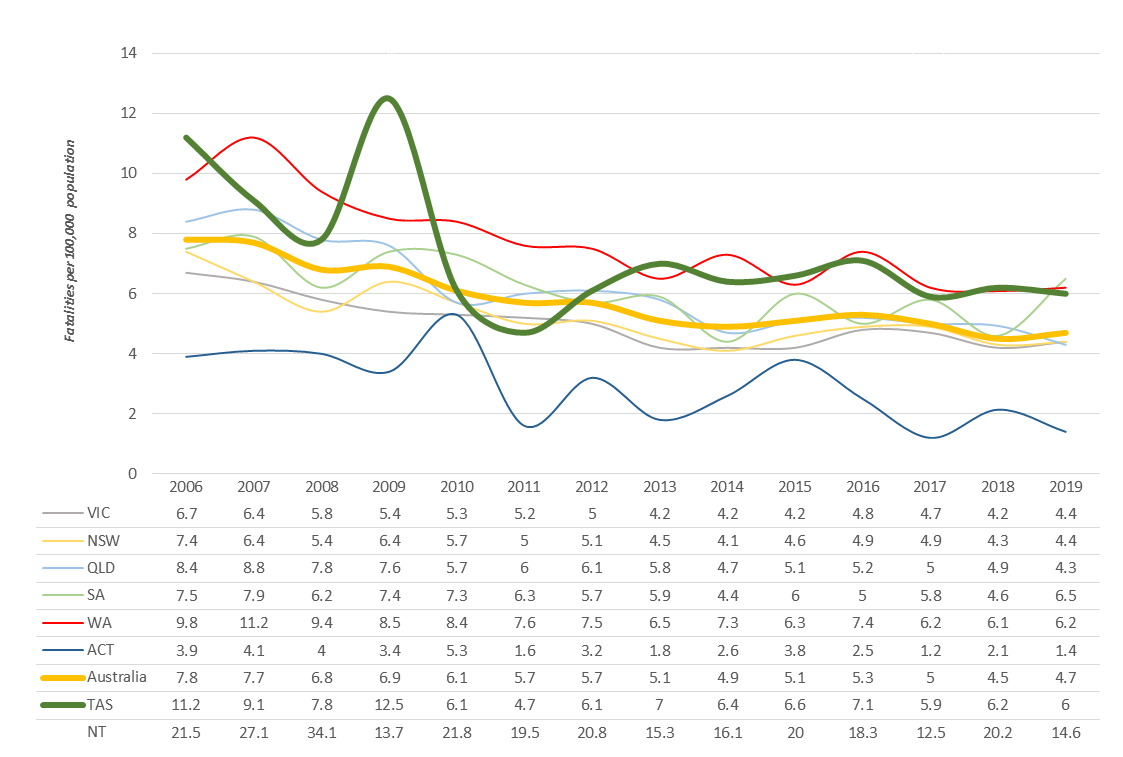 14
12
10
8
6
4
2
0
Fatalities per 100,000 population
2006 2007 2008 2009 2010 2011 2012 2013 2014 2015 2016 2017 2018 2019
VIC 6.7 6.4 5.8 5.4 5.3 5.2 5 4.2 4.2 4.2 4.8 4.7 4.2 4.4
NSW 7.4 6.4 5.4 6.4 5.7 5 5.1 4.5 4.1 4.6 4.9 4.9 4.3 4.4
QLD 8.4 8.8 7.8 7.6 5.7 6 6.1 5.8 4.7 5.1 5.2 5 4.9 4.3
SA 7.5 7.9 6.2 7.4 7.3 6.3 5.7 5.9 4.4 6 5 5.8 4.6 6.5
WA 9.8 11.2 9.4 8.5 8.4 7.6 7.5 6.5 7.3 6.3 7.4 6.2 6.1 6.2
ACT 3.9 4.1 4 3.4 5.3 1.6 3.2 1.8 2.6 3.8 2.5 1.2 2.1 1.4
Australia 7.8 7.7 6.8 6.9 6.1 5.7 5.7 5.1 4.9 5.1 5.3 5 4.5 4.7
TAS 11.2 9.1 7.8 12.5 6.1 4.7 6.1 7 6.4 6.6 7.1 5.9 6.2 6
NT 21.5 27.1 34.1 13.7 21.8 19.5 20.8 15.3 16.1 20 18.3 12.5 20.2 14.6